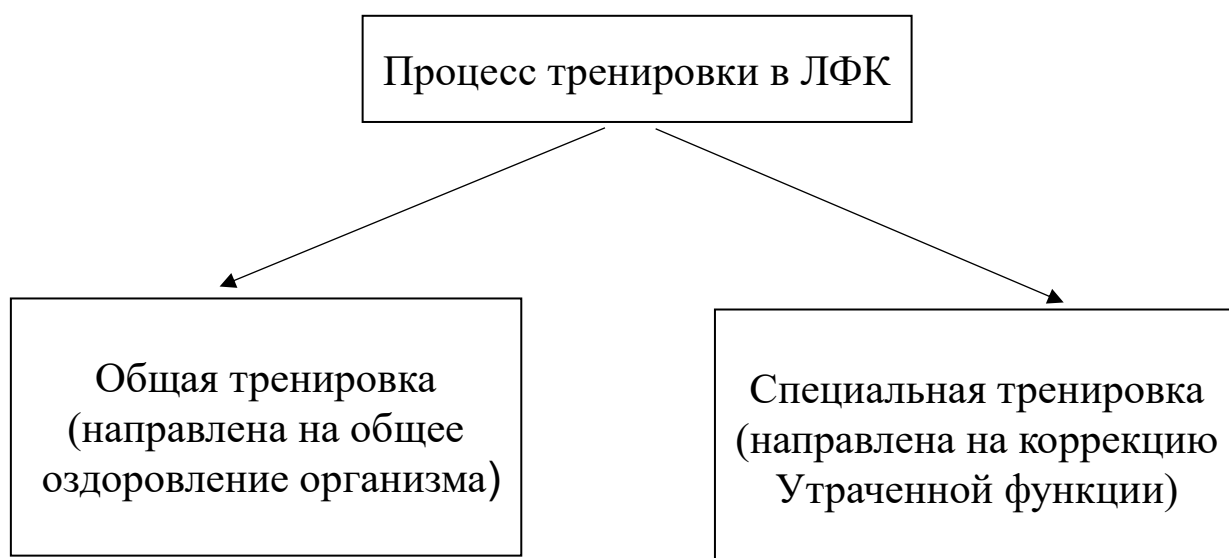 Процесс тренировки в ЛФК
Общая тренировка
(направлена на общее
оздоровление организма)
Специальная тренировка
(направлена на коррекцию
Утраченной функции)